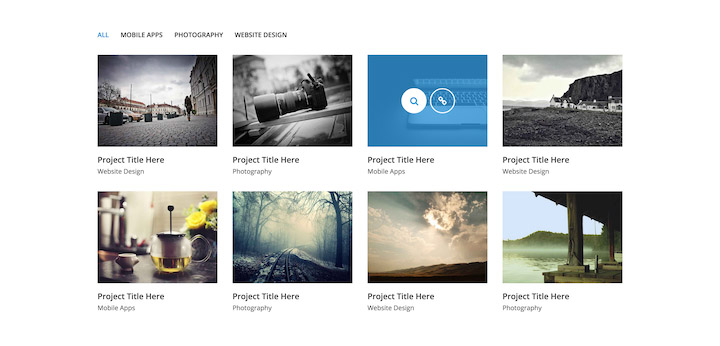 ALL MOBILE APPS PHOTOGRAPHY WEBSITE DESIGN
Project Title Here Project Title Here Project Title Here Project Title Here
Website Design Photography Mobile Apps Website Design
Project Title Here Project Title Here Project Title Here Project Title Here
Mobile Apps Photography Website Design Photography